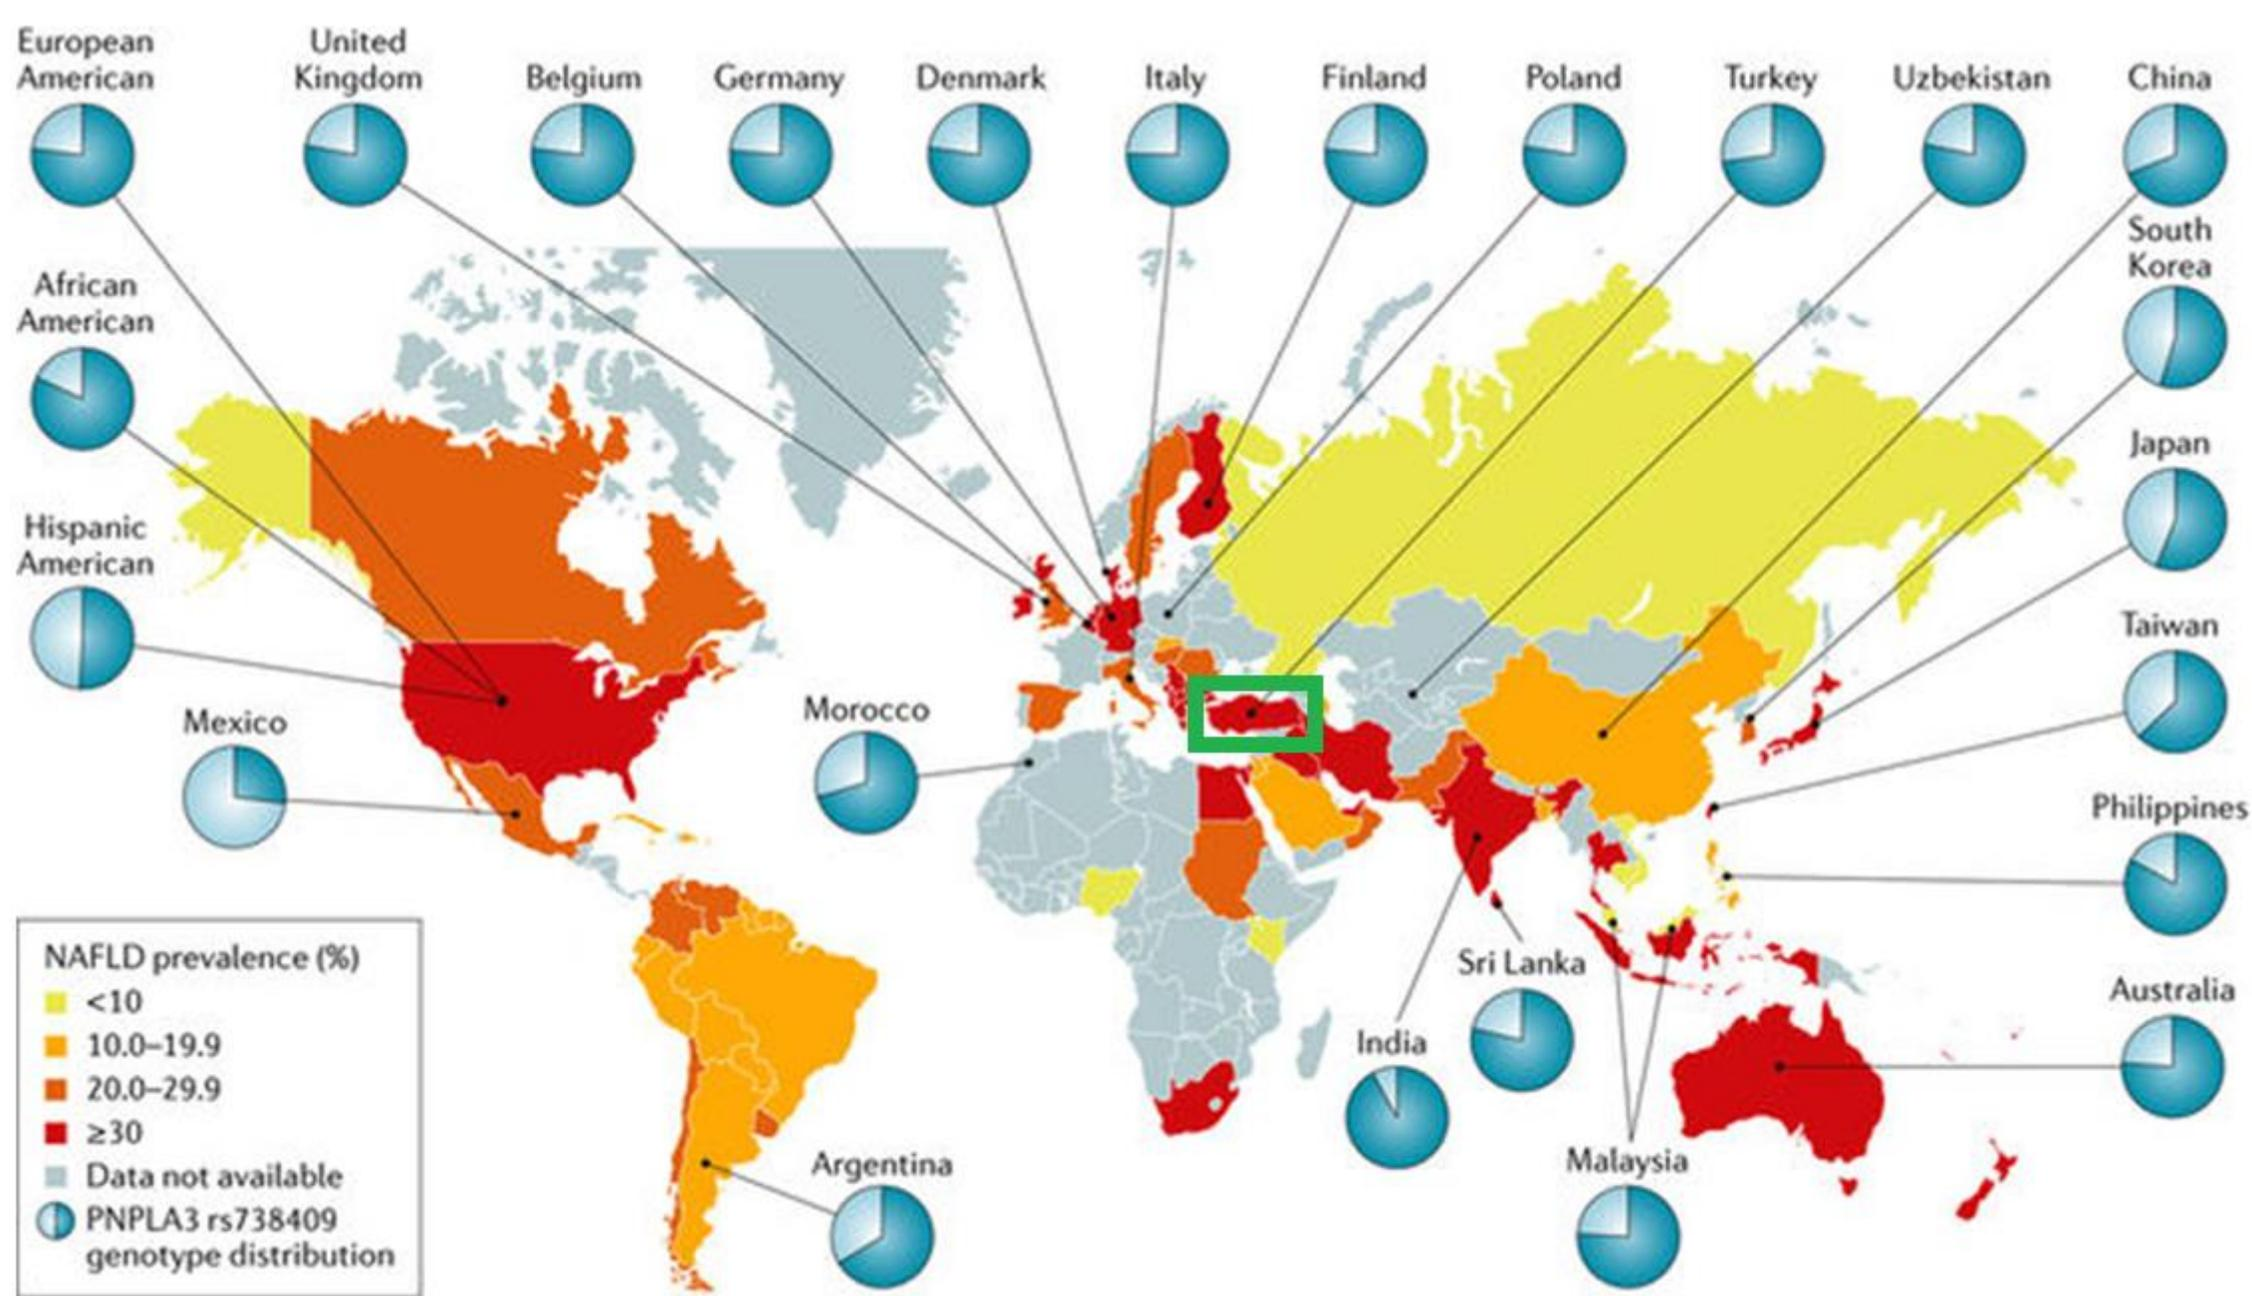 European
American
United
Kingdom
Belgium
Germany
Denmark
Italy
Finland
Poland
Turkey
Uzbekistan
China
South
Korea
African
American
Japan
Hispanic
American
Taiwan
Mexico
Morocco
Philippines
Sri Lanka
Australia
India
Malaysia
Argentina
NAFLD prevalence (%)
<10
10.0–19.9
20.0–29.9
≥30
Data not available
PNPLA3 rs738409
genotype distribution